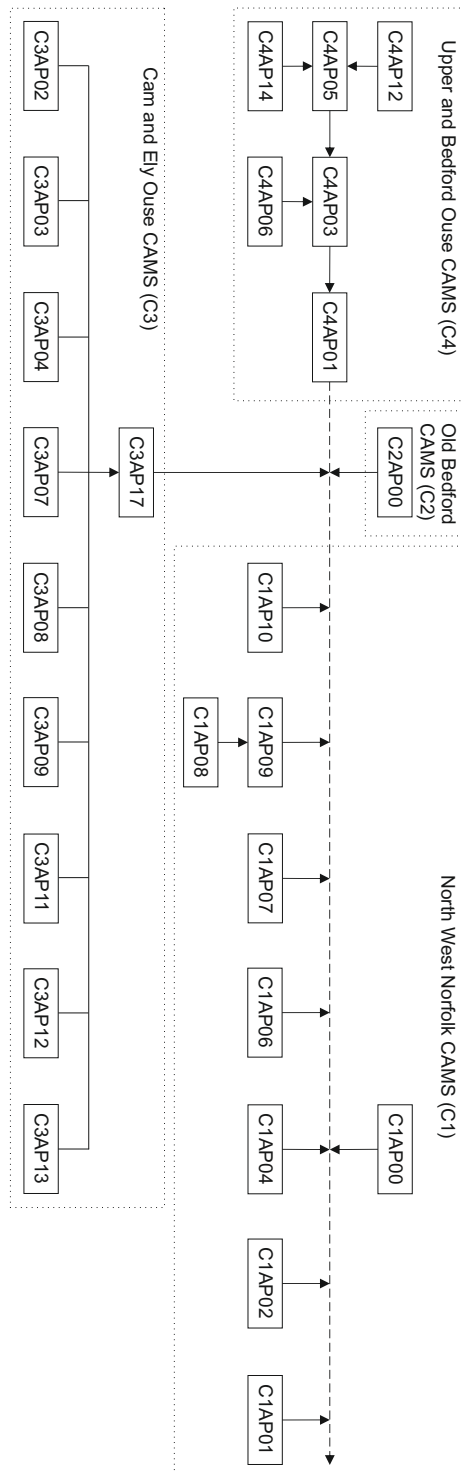 Upper and Bedford Ouse CAMS (C4)
C4AP12
C4AP05
C4AP14
C4AP03
C4AP06
C4AP01
Old Bedford
CAMS (C2)
C2AP00
North West Norfolk CAMS (C1)
C1AP00
C1AP10
C1AP09
C1AP08
C1AP07
C1AP06
C1AP04
C1AP02
C1AP01
Cam and Ely Ouse CAMS (C3)
C3AP17
C3AP02
C3AP03
C3AP04
C3AP07
C3AP08
C3AP09
C3AP11
C3AP12
C3AP13